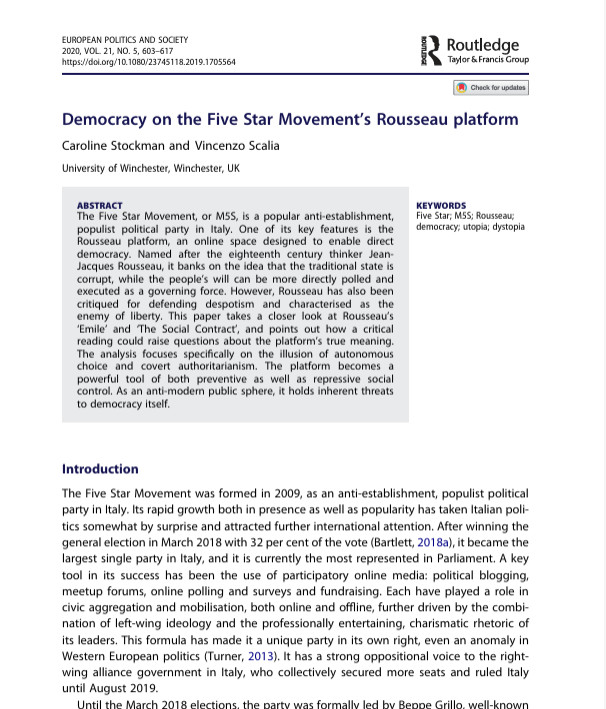 EUROPEAN POLITICS AND SOCIETY
2020, VOL. 21, NO. 5, 603–617
https://doi.org/10.1080/23745118.2019.1705564
ROUTLEDGE
Routledge
Taylor & Francis Group
Check for updates
Democracy on the Five Star Movement's Rousseau platform
Caroline Stockman and Vincenzo Scalia
University of Winchester, Winchester, UK
ABSTRACT
The Five Star Movement, or M5S, is a popular anti-establishment,
populist political party in Italy. One of its key features is the
Rousseau platform, an online space designed to enable direct
democracy. Named after the eighteenth century thinker Jean-
Jacques Rousseau, it banks on the idea that the traditional state is
corrupt, while the people's will can be more directly polled and
executed as a governing force. However, Rousseau has also been
critiqued for defending despotism and characterised as the
enemy of liberty. This paper takes a closer look at Rousseau's
'Emile' and 'The Social Contract', and points out how a critical
reading could raise questions about the platform's true meaning.
The analysis focuses specifically on the illusion of autonomous
choice and covert authoritarianism. The platform becomes a
powerful tool of both preventive as well as repressive social
control. As an anti-modern public sphere, it holds inherent threats
to democracy itself.
KEYWORDS
Five Star; M5S; Rousseau;
democracy; utopia; dystopia
Introduction
The Five Star Movement was formed in 2009, as an anti-establishment, populist political
party in Italy. Its rapid growth both in presence as well as popularity has taken Italian poli-
tics somewhat by surprise and attracted further international attention. After winning the
general election in March 2018 with 32 per cent of the vote (Bartlett, 2018a), it became the
largest single party in Italy, and it is currently the most represented in Parliament. A key
tool in its success has been the use of participatory online media: political blogging,
meetup forums, online polling and surveys and fundraising. Each have played a role in
civic aggregation and mobilisation, both online and offline, further driven by the combi-
nation of left-wing ideology and the professionally entertaining, charismatic rhetoric of
its leaders. This formula has made it a unique party in its own right, even an anomaly in
Western European politics (Turner, 2013). It has a strong oppositional voice to the right-
wing alliance government in Italy, who collectively secured more seats and ruled Italy
until August 2019.
Until the March 2018 elections, the party was formally led by Beppe Grillo, well-known